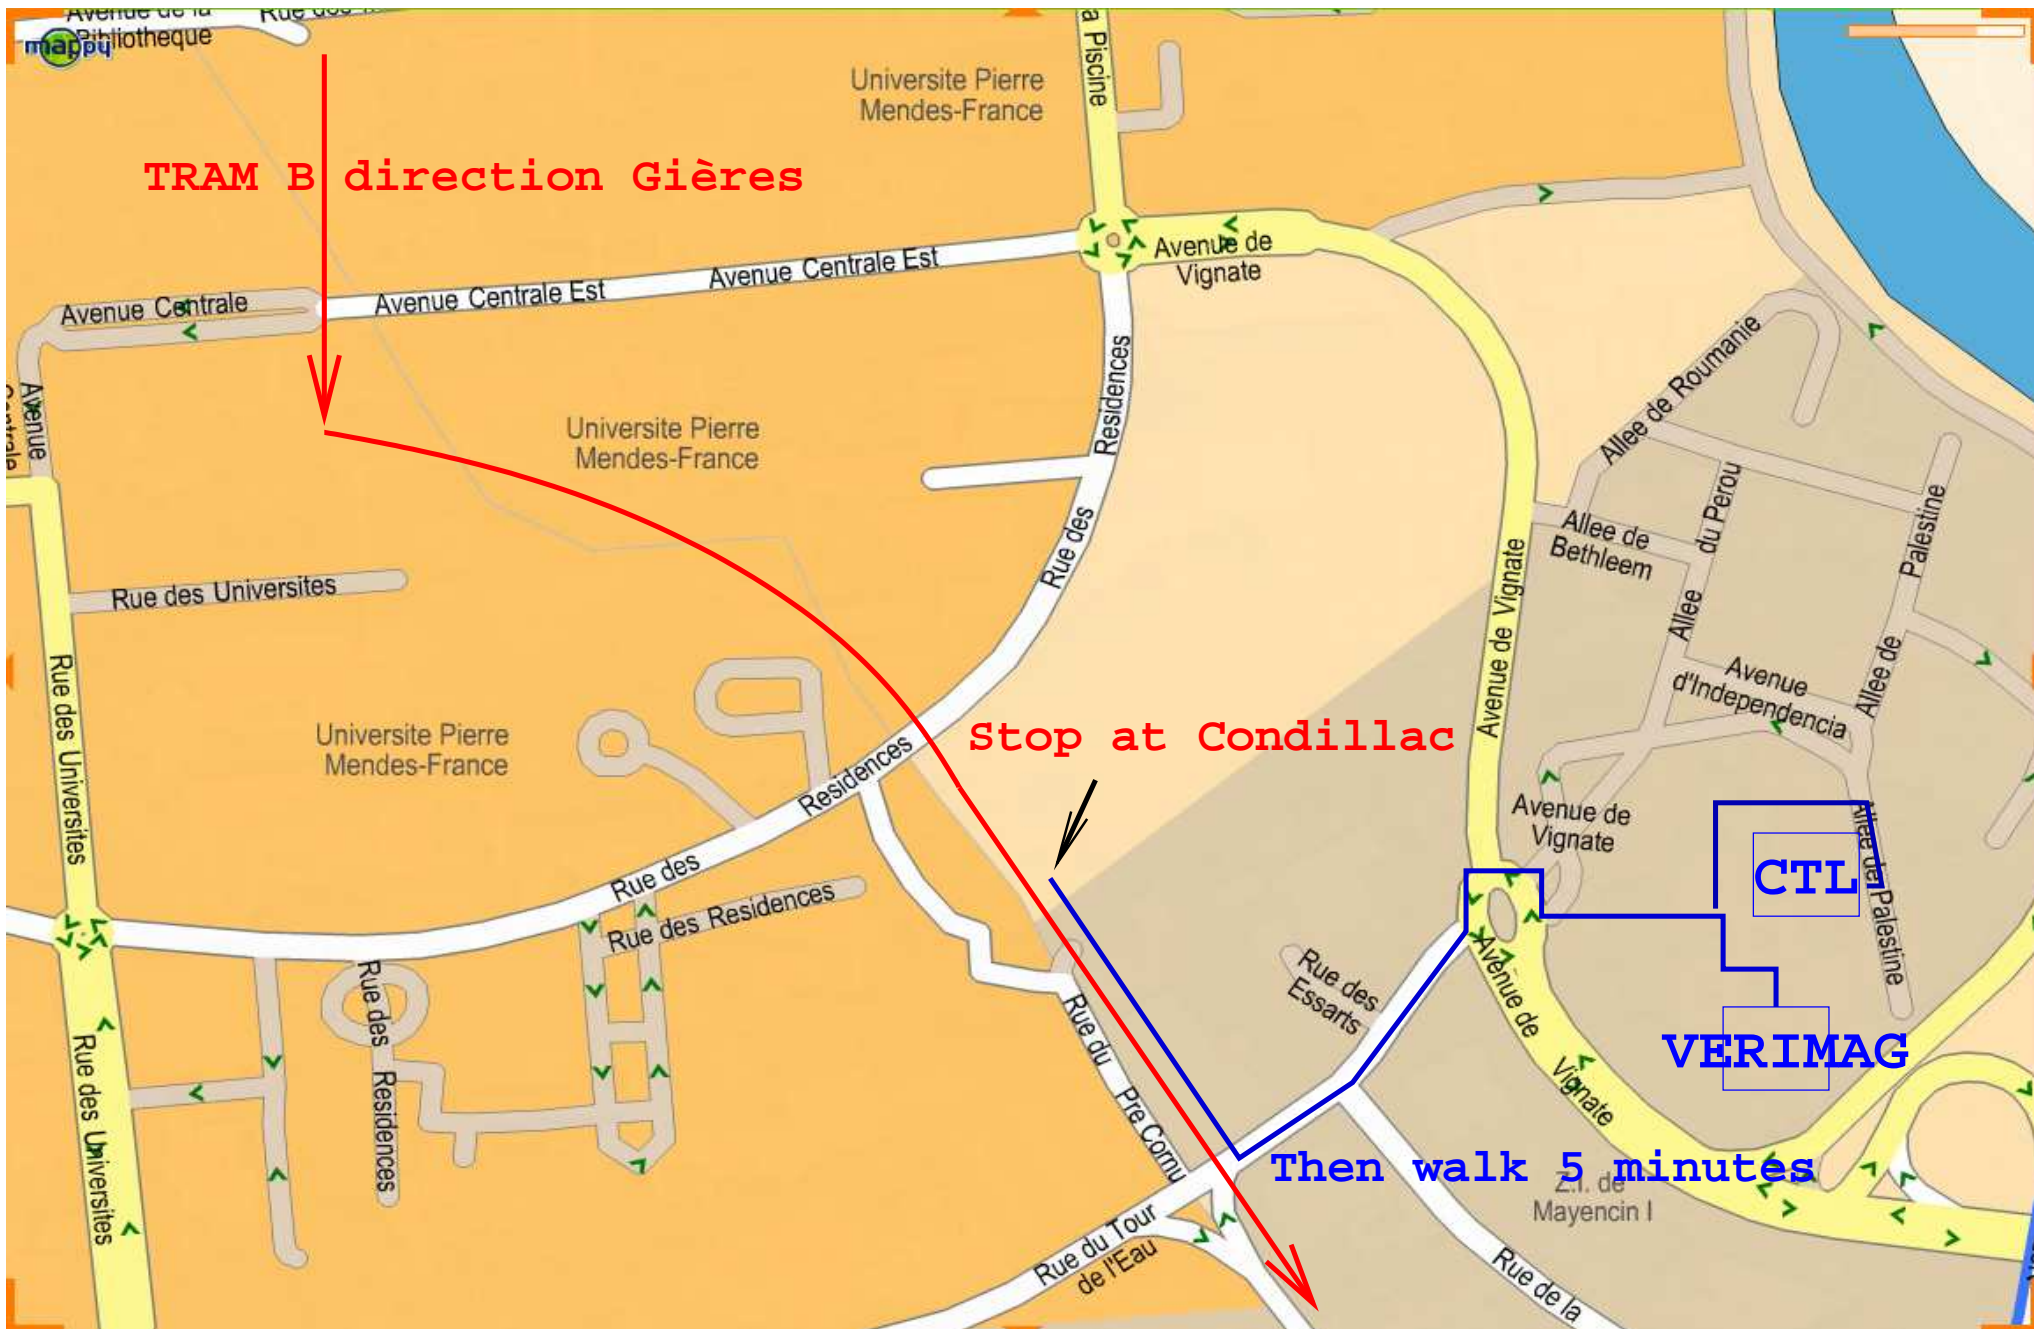 Avenue de la
Bibliotheque
mappy
Rue des
a Piscine
Universite Pierre
Mendes-France
TRAM B direction Gières
Avenue de
Vignate
Avenue Centrale Est
Avenue Centrale Est
Avenue Centrale
Avenue
Centrale
Residences
Rue des
Universite Pierre
Mendes-France
Allee de Roumanie
Allee de
Bethleem
du Perou
Allee
Palestine
Allee de
Avenue
d'Independencia
Avenue de Vignate
Rue des Universites
Rue des Universites
Universite Pierre
Mendes-France
Stop at Condillac
Residences
Rue des
Avenue de
Vignate
CTL
Allee de Palestine
Rue des Residences
Rue des
Residences
Rue des
Essarts
Avenue de
Vignate
VERIMAG
Rue du
Pre Cornu
Rue des Universites
Then walk 5 minutes
Z.I. de
Mayencin I
Rue du Tour
de l'Eau
Rue de la